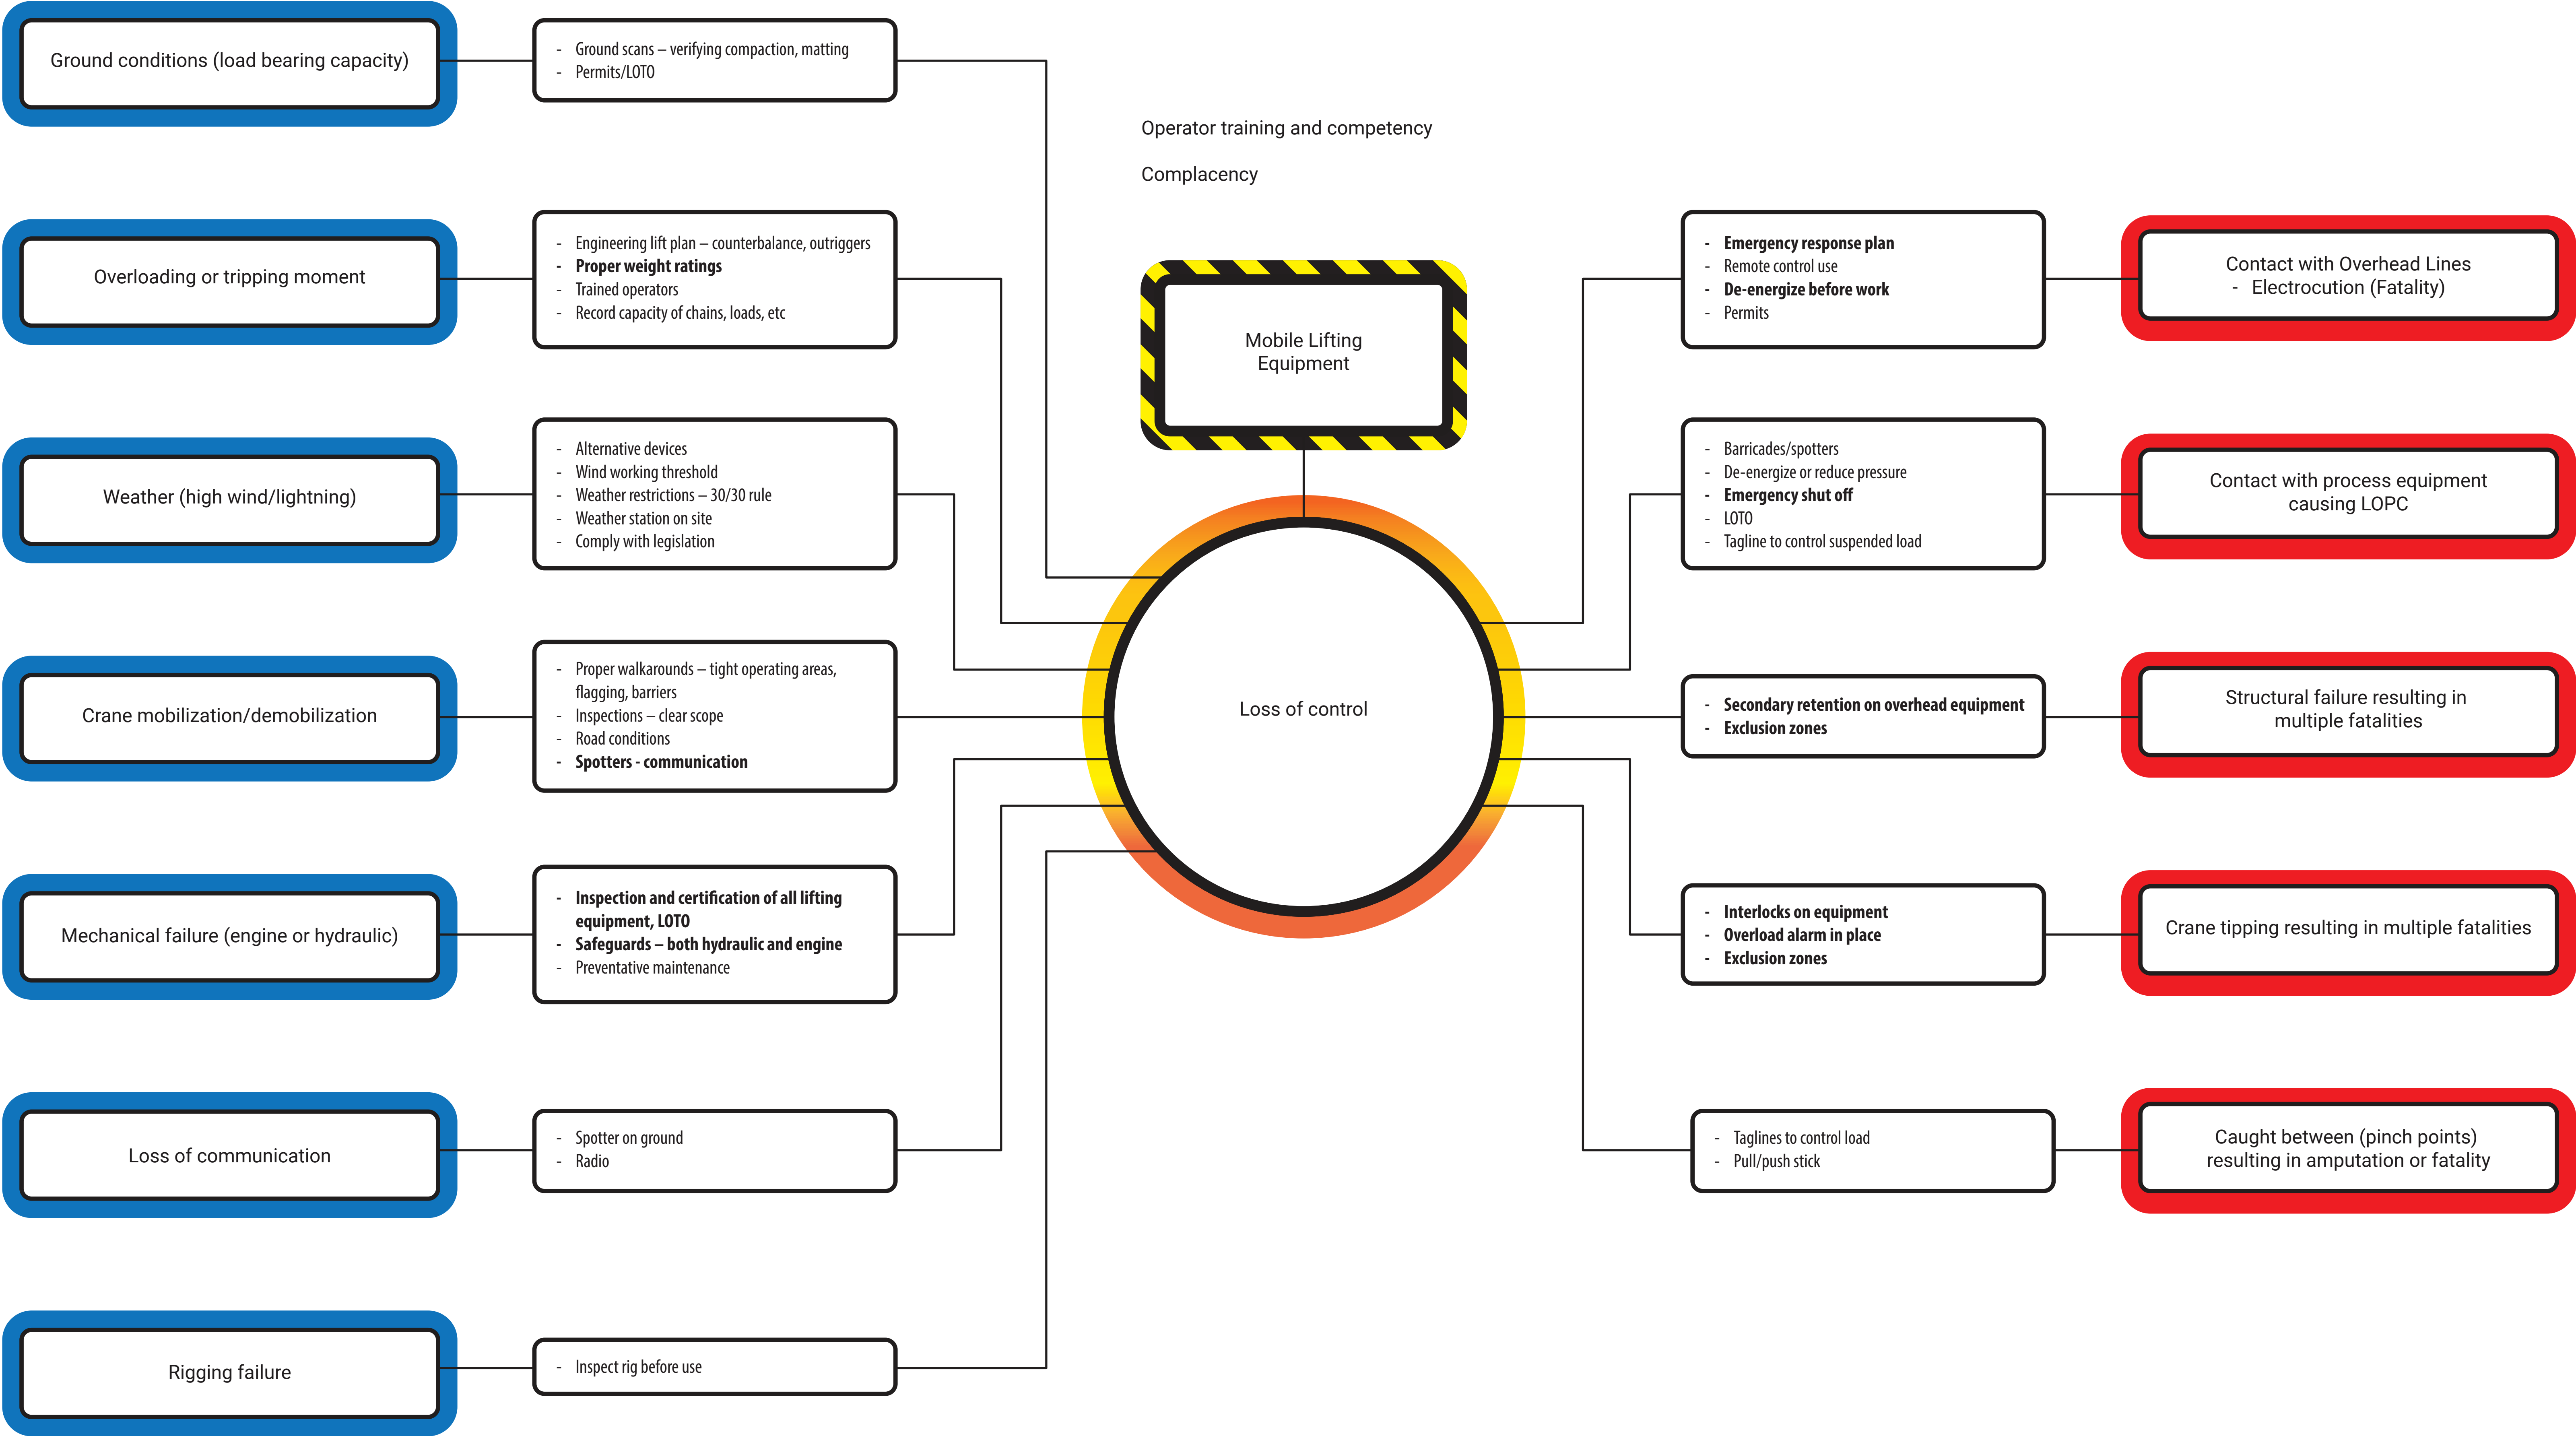 Ground conditions (load bearing capacity)
- Ground scans – verifying compaction, matting
- Permits/LOTO
Overloading or tripping moment
- Engineering lift plan – counterbalance, outriggers
- Proper weight ratings
- Trained operators
- Record capacity of chains, loads, etc
Weather (high wind/lightning)
- Alternative devices
- Wind working threshold
- Weather restrictions – 30/30 rule
- Weather station on site
- Comply with legislation
Crane mobilization/demobilization
- Proper walkarounds – tight operating areas,
flagging, barriers
- Inspections – clear scope
- Road conditions
- Spotters - communication
Mechanical failure (engine or hydraulic)
- Inspection and certification of all lifting
equipment, LOTO
- Safeguards – both hydraulic and engine
- Preventative maintenance
Loss of communication
- Spotter on ground
- Radio
Rigging failure
- Inspect rig before use
Operator training and competency
Complacency
Mobile Lifting
Equipment
Loss of control
- Emergency response plan
- Remote control use
- De-energize before work
- Permits
Contact with Overhead Lines
- Electrocution (Fatality)
- Barricades/spotters
- De-energize or reduce pressure
- Emergency shut off
- LOTO
- Tagline to control suspended load
Contact with process equipment
causing LOPC
- Secondary retention on overhead equipment
- Exclusion zones
Structural failure resulting in
multiple fatalities
- Interlocks on equipment
- Overload alarm in place
- Exclusion zones
Crane tipping resulting in multiple fatalities
- Taglines to control load
- Pull/push stick
Caught between (pinch points)
resulting in amputation or fatality